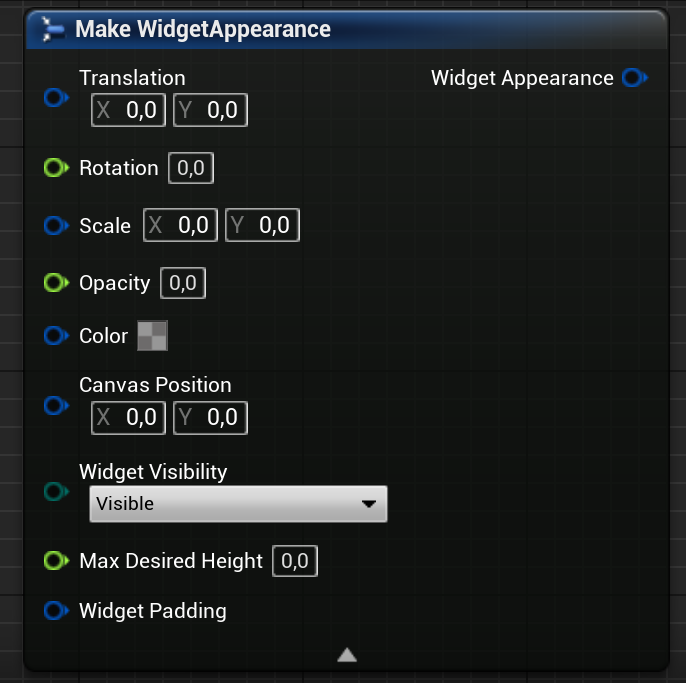 Make WidgetAppearance
Translation
Widget Appearance
X 0,0 Y 0,0
Rotation 0,0
Scale X 0,0 Y 0,0
Opacity 0,0
Color
Canvas Position
X 0,0 Y 0,0
Widget Visibility
Visible
Max Desired Height 0,0
Widget Padding